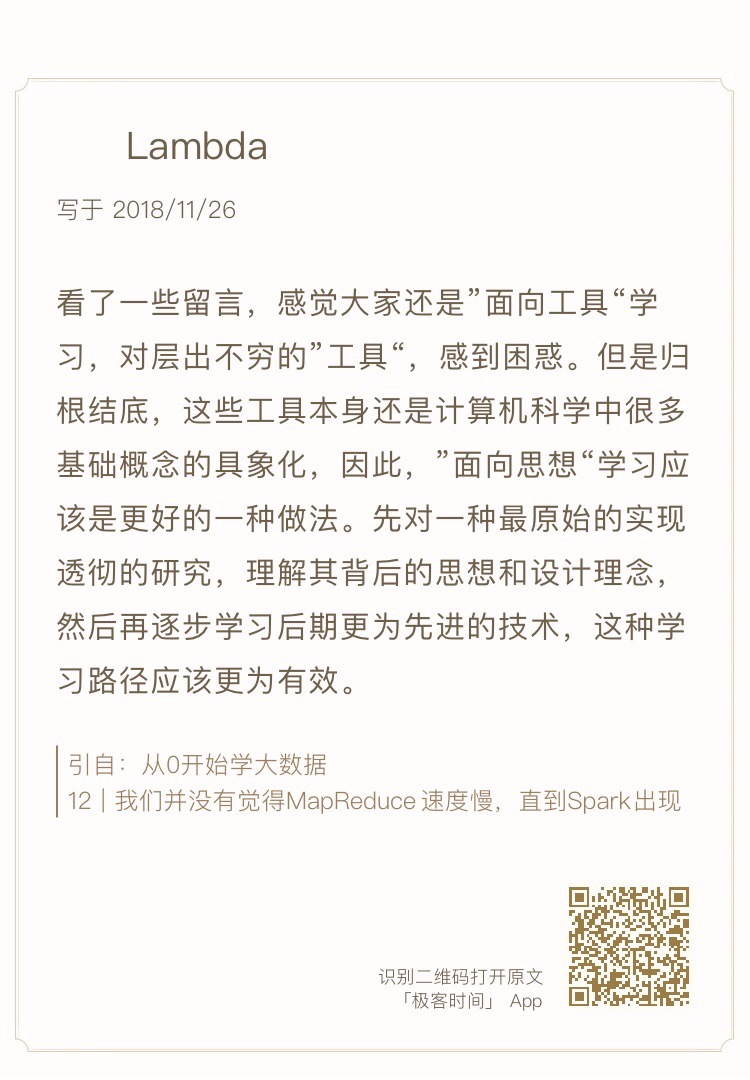 Lambda
写于 2018/11/26
看了一些留言，感觉大家还是”面向工具“学
习，对层出不穷的”工具“，感到困惑。但是归
根结底，这些工具本身还是计算机科学中很多
基础概念的具象化，因此，”面向思想“学习应
该是更好的一种做法。先对一种最原始的实现
透彻的研究，理解其背后的思想和设计理念，
然后再逐步学习后期更为先进的技术，这种学
习路径应该更为有效。
引自：从0开始学大数据
12｜我们并没有觉得MapReduce 速度慢，直到Spark出现
识别二维码打开原文
「极客时间」 App